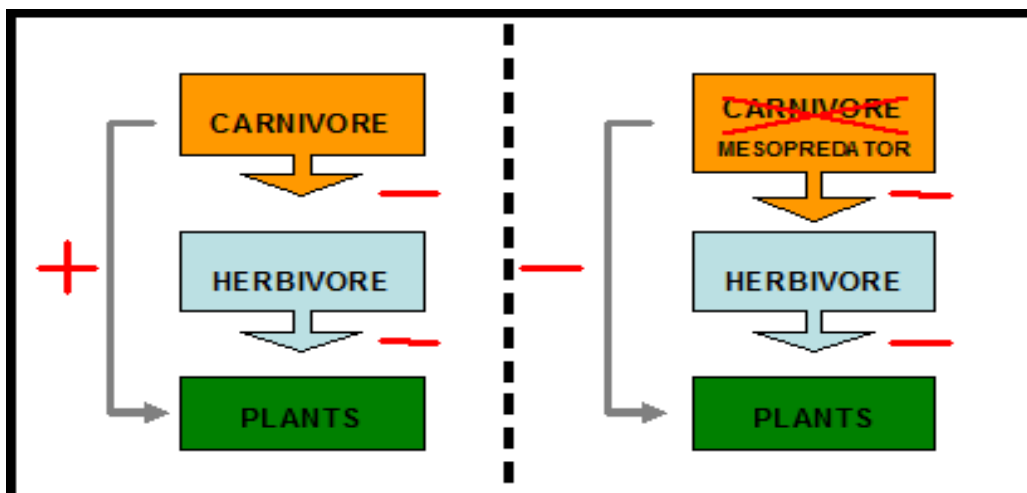 CARNIVORE
HERBIVORE
PLANTS
CARNIVORE
MESOPREDATOR
HERBIVORE
PLANTS